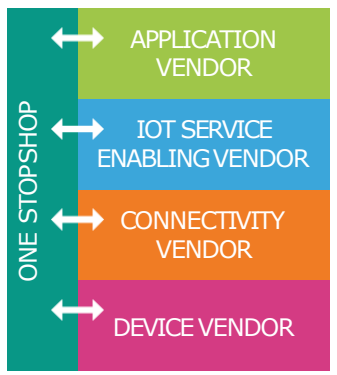 ONE STOPSHOP
APPLICATION
VENDOR
IOT SERVICE
ENABLING VENDOR
CONNECTIVITY
VENDOR
DEVICE VENDOR